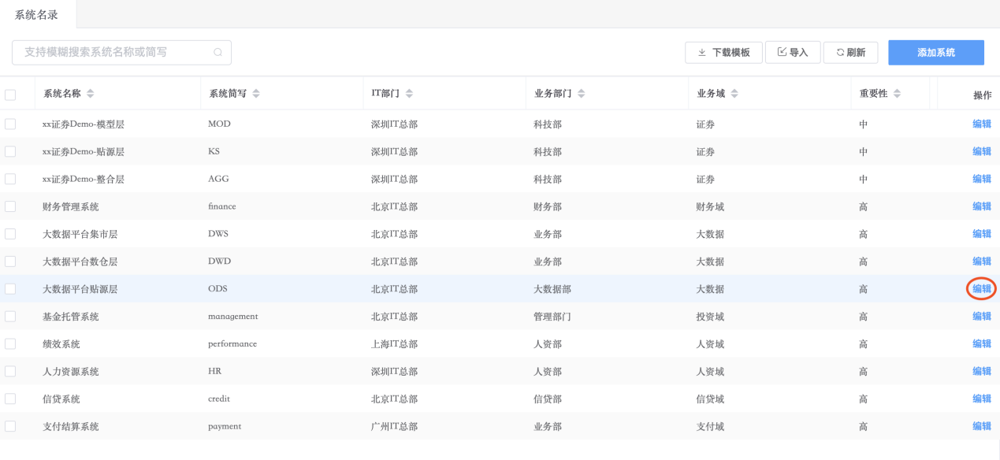 系统名录
支持模糊搜索系统名称或简写
下载模板 导入 刷新 添加系统
系统名称 系统简写 IT部门 业务部门 业务域 重要性 操作
xx证券Demo-模型层 MOD 深圳IT总部 科技部 证券 中 编辑
xx证券Demo-贴源层 KS 深圳IT总部 科技部 证券 中 编辑
xx证券Demo-整合层 AGG 深圳IT总部 科技部 证券 中 编辑
财务管理系统 finance 北京IT总部 财务部 财务域 高 编辑
大数据平台集市层 DWS 北京IT总部 业务部 大数据 高 编辑
大数据平台数仓层 DWD 北京IT总部 业务部 大数据 高 编辑
大数据平台贴源层 ODS 北京IT总部 大数据部 大数据 高 编辑
基金托管系统 management 北京IT总部 管理部门 投资域 高 编辑
绩效系统 performance 上海IT总部 人资部 人资域 高 编辑
人力资源系统 HR 深圳IT总部 人资部 人资域 高 编辑
信贷系统 credit 北京IT总部 信贷部 信贷域 高 编辑
支付结算系统 payment 广州IT总部 业务部 支付域 高 编辑